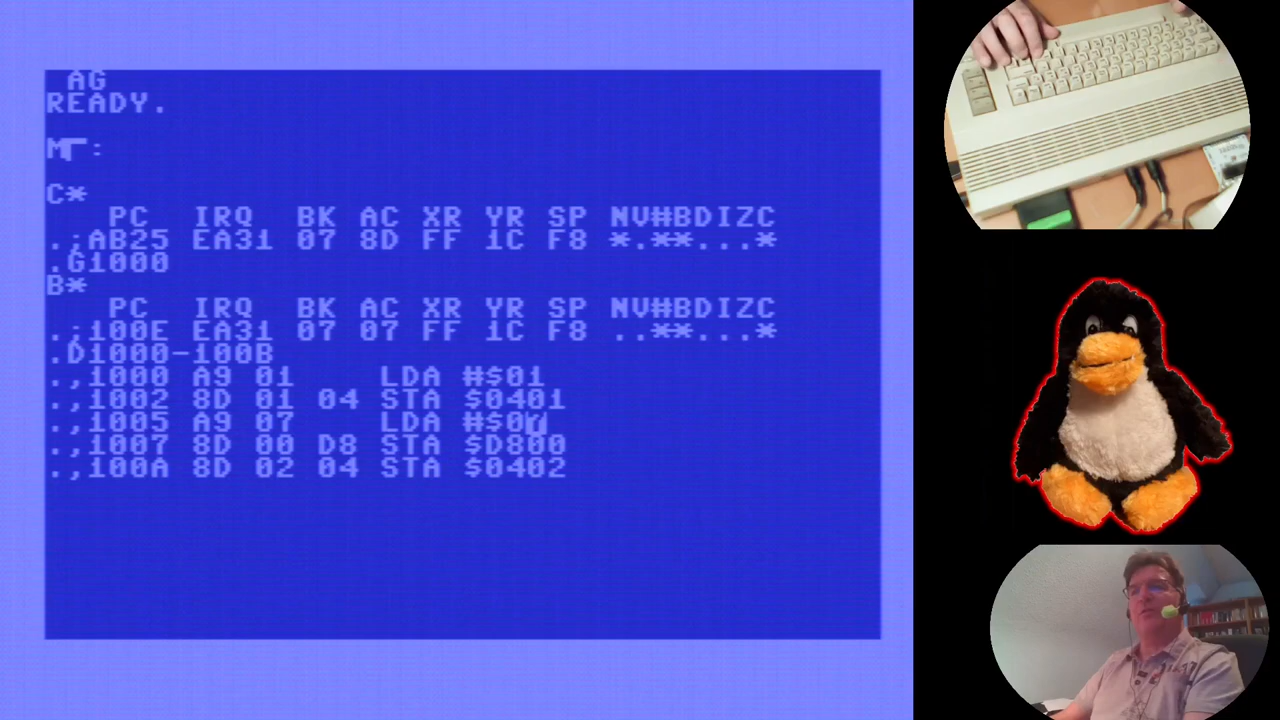 AG
READY.
M┏:
C*
PC IRQ BK AC XR YR SP NV#BDIZC
.;AB25 EA31 07 8D FF 1C F8 *.**...*
.G1000
B*
PC IRQ BK AC XR YR SP NV#BDIZC
.;100E EA31 07 07 FF 1C F8 ..**...*
.D1000-100B
.,1000 A9 01 LDA #$01
.,1002 8D 01 04 STA $0401
.,1005 A9 07 LDA #$07
.,1007 8D 00 D8 STA $D800
.,100A 8D 02 04 STA $0402